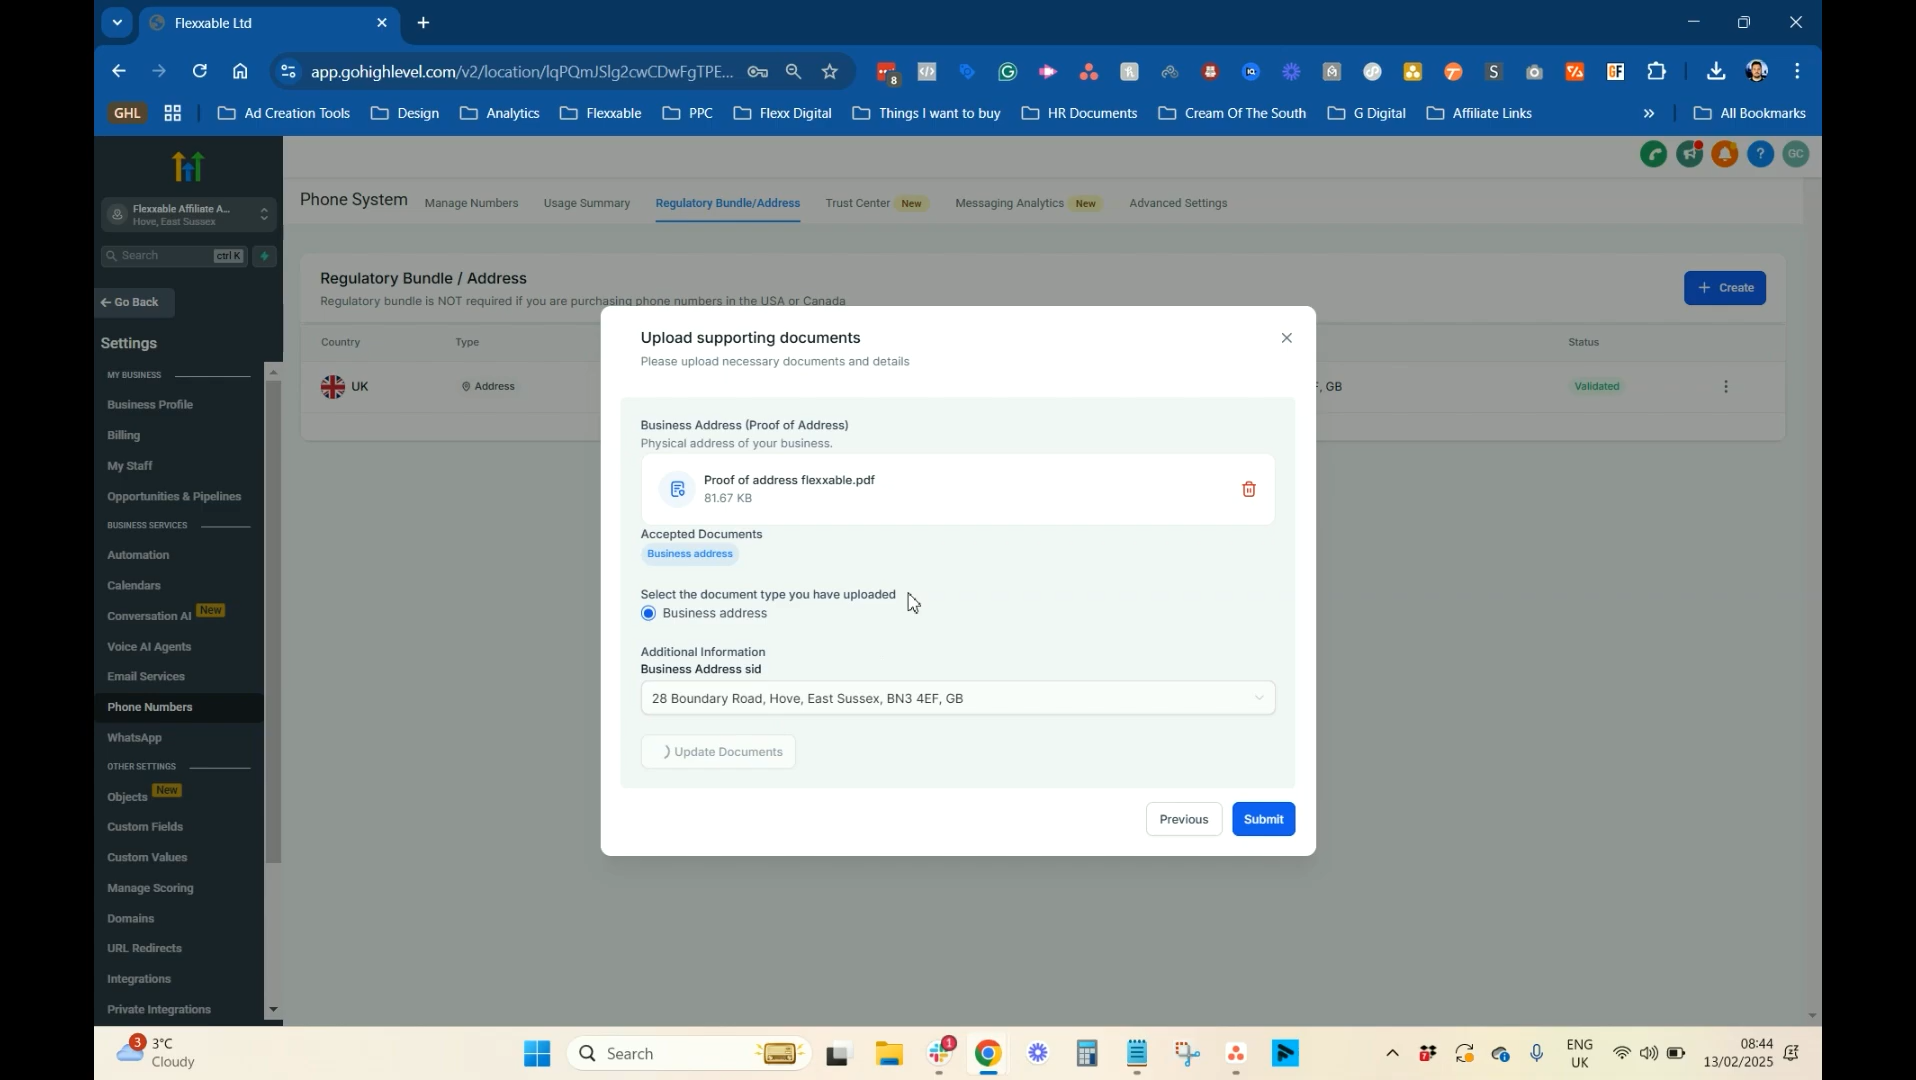 Flexxable Ltd
app.gohighlevel.com/v2/location/lqPQmJSlg2cwCDwFgTPE...
8
GHL
Ad Creation Tools
Design
Analytics
Flexxable
PPC
Flexx Digital
Things I want to buy
HR Documents
Cream Of The South
G Digital
Affiliate Links
»
All Bookmarks
GC
Flexxable Affiliate A...
Hove, East Sussex
Search
ctrl K
Go Back
Settings
MY BUSINESS
Business Profile
Billing
My Staff
Opportunities & Pipelines
BUSINESS SERVICES
Automation
Calendars
Conversation AI New
Voice AI Agents
Email Services
Phone Numbers
WhatsApp
OTHER SETTINGS
Objects New
Custom Fields
Custom Values
Manage Scoring
Domains
URL Redirects
Integrations
Private Integrations
Phone System
Manage Numbers
Usage Summary
Regulatory Bundle/Address
Trust Center New
Messaging Analytics New
Advanced Settings
Regulatory Bundle / Address
Regulatory bundle is NOT required if you are purchasing phone numbers in the USA or Canada
+ Create
Country
Type
Status
UK
Address
F, GB
Validated
Upload supporting documents
Please upload necessary documents and details
Business Address (Proof of Address)
Physical address of your business.
Proof of address flexxable.pdf
81.67 KB
Accepted Documents
Business address
Select the document type you have uploaded
Business address
Additional Information
Business Address sid
28 Boundary Road, Hove, East Sussex, BN3 4EF, GB
Update Documents
Previous
Submit
3
3°C
Cloudy
Search
1
7
ENG
UK
08:44
13/02/2025